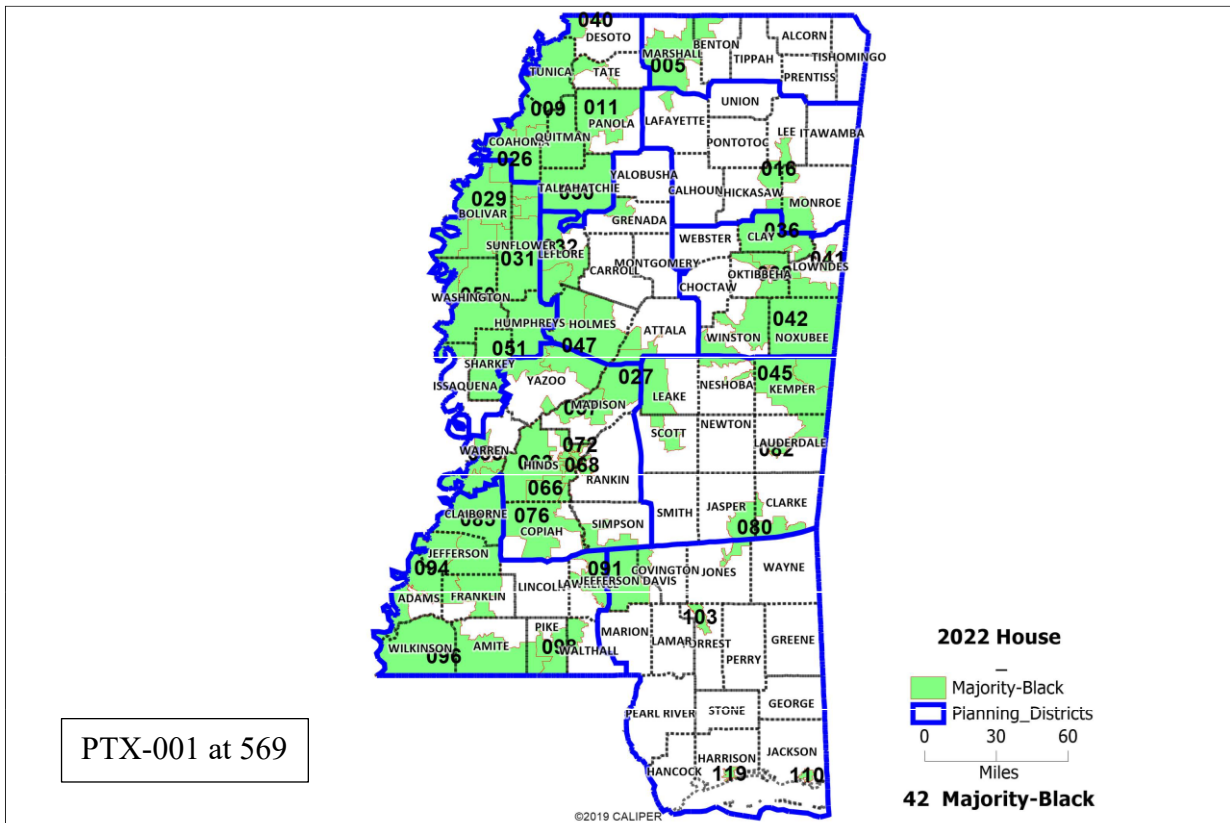 040
DESOTO
ALCORN
BENTON
MARSHALL
005
TIPPAH
TISHOMINGO
TUNICA
TATE
PRENTISS
009
011
PANOLA
UNION
LAFAYETTE
LEE
ITAWAMBA
COAHOMA
QUITMAN
PONTOTOC
026
016
YALOBUSHA
TALLAHATCHIE
CALHOUN
HICKASAW
029
BOLIVAR
MONROE
GRENADA
036
WEBSTER
CLAY
SUNFLOWER
LEFLORE
031
MONTGOMERY
CARROLL
OKTIBBEHA
LOWNDES
041
CHOCTAW
WASHINGTON
HUMPHREYS
HOLMES
ATTALA
042
WINSTON
NOXUBEE
051
047
SHARKEY
ISSAQUENA
YAZOO
027
NESHOBA
045
KEMPER
LEAKE
MADISON
SCOTT
NEWTON
LAUDERDALE
082
WARREN
072
HINDS
068
066
RANKIN
076
COPIAH
SIMPSON
SMITH
JASPER
CLARKE
080
CLAIBORNE
JEFFERSON
094
091
COVINGTON
JONES
WAYNE
LINCOLN
LAWRENCE
JEFFERSON DAVIS
ADAMS
FRANKLIN
103
PIKE
MARION
LAMAR
FORREST
GREENE
WILKINSON
096
AMITE
098
WALTHALL
PERRY
PEARL RIVER
STONE
GEORGE
HARRISON
JACKSON
HANCOCK
119
110
©2019 CALIPER
2022 House
Majority-Black
Planning_Districts
0 30 60
Miles
42 Majority-Black
PTX-001 at 569